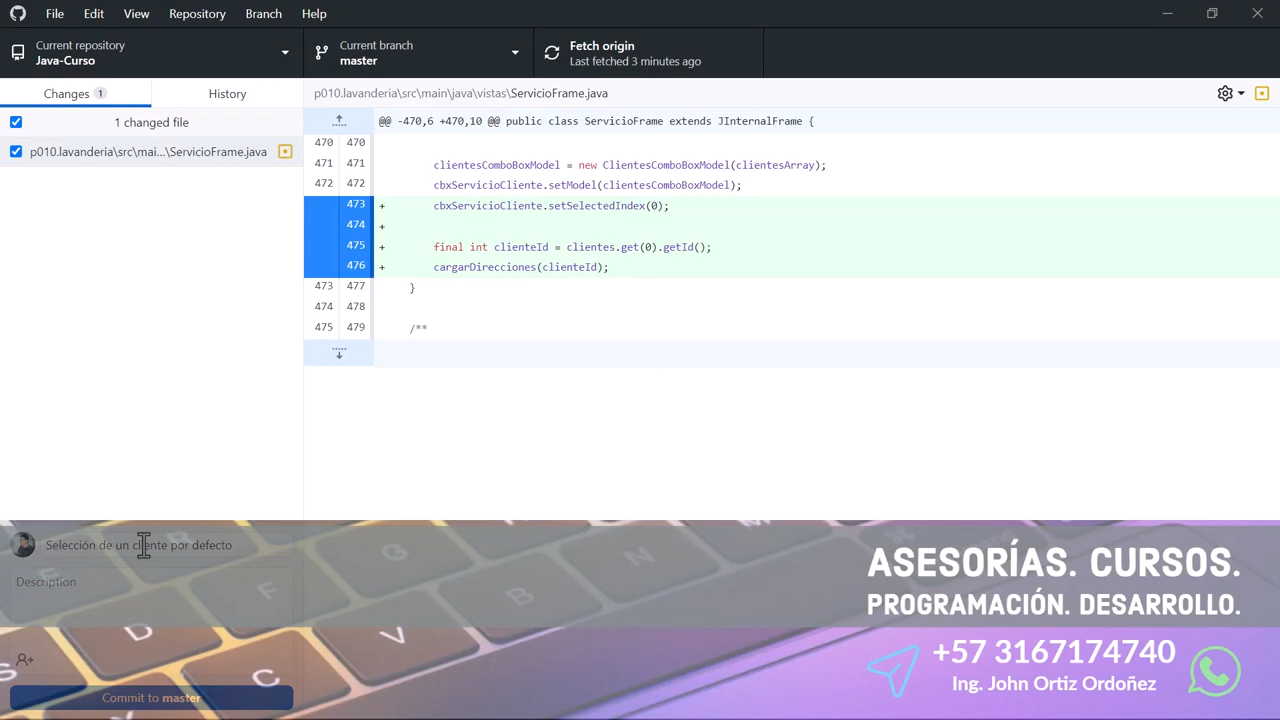 File Edit View Repository Branch Help
Current repository
Java-Curso
Current branch
master
Fetch origin
Last fetched 3 minutes ago
Changes 1
History
p010.lavanderia\src\main\java\vistas\ServicioFrame.java
1 changed file
p010.lavanderia\src\mai...\ServicioFrame.java
@@ -470,6 +470,10 @@ public class ServicioFrame extends JInternalFrame {
470 470
471 471 clientesComboBoxModel = new ClientesComboBoxModel(clientesArray);
472 472 cbxServicioCliente.setModel(clientesComboBoxModel);
473 + cbxServicioCliente.setSelectedIndex(0);
474 +
475 + final int clienteId = clientes.get(0).getId();
476 + cargarDirecciones(clienteId);
473 477 }
474 478
475 479 /**
Selección de un cliente por defecto
Description
Commit to master
ASESORÍAS. CURSOS.
PROGRAMACIÓN. DESARROLLO.
+57 3167174740
Ing. John Ortiz Ordoñez